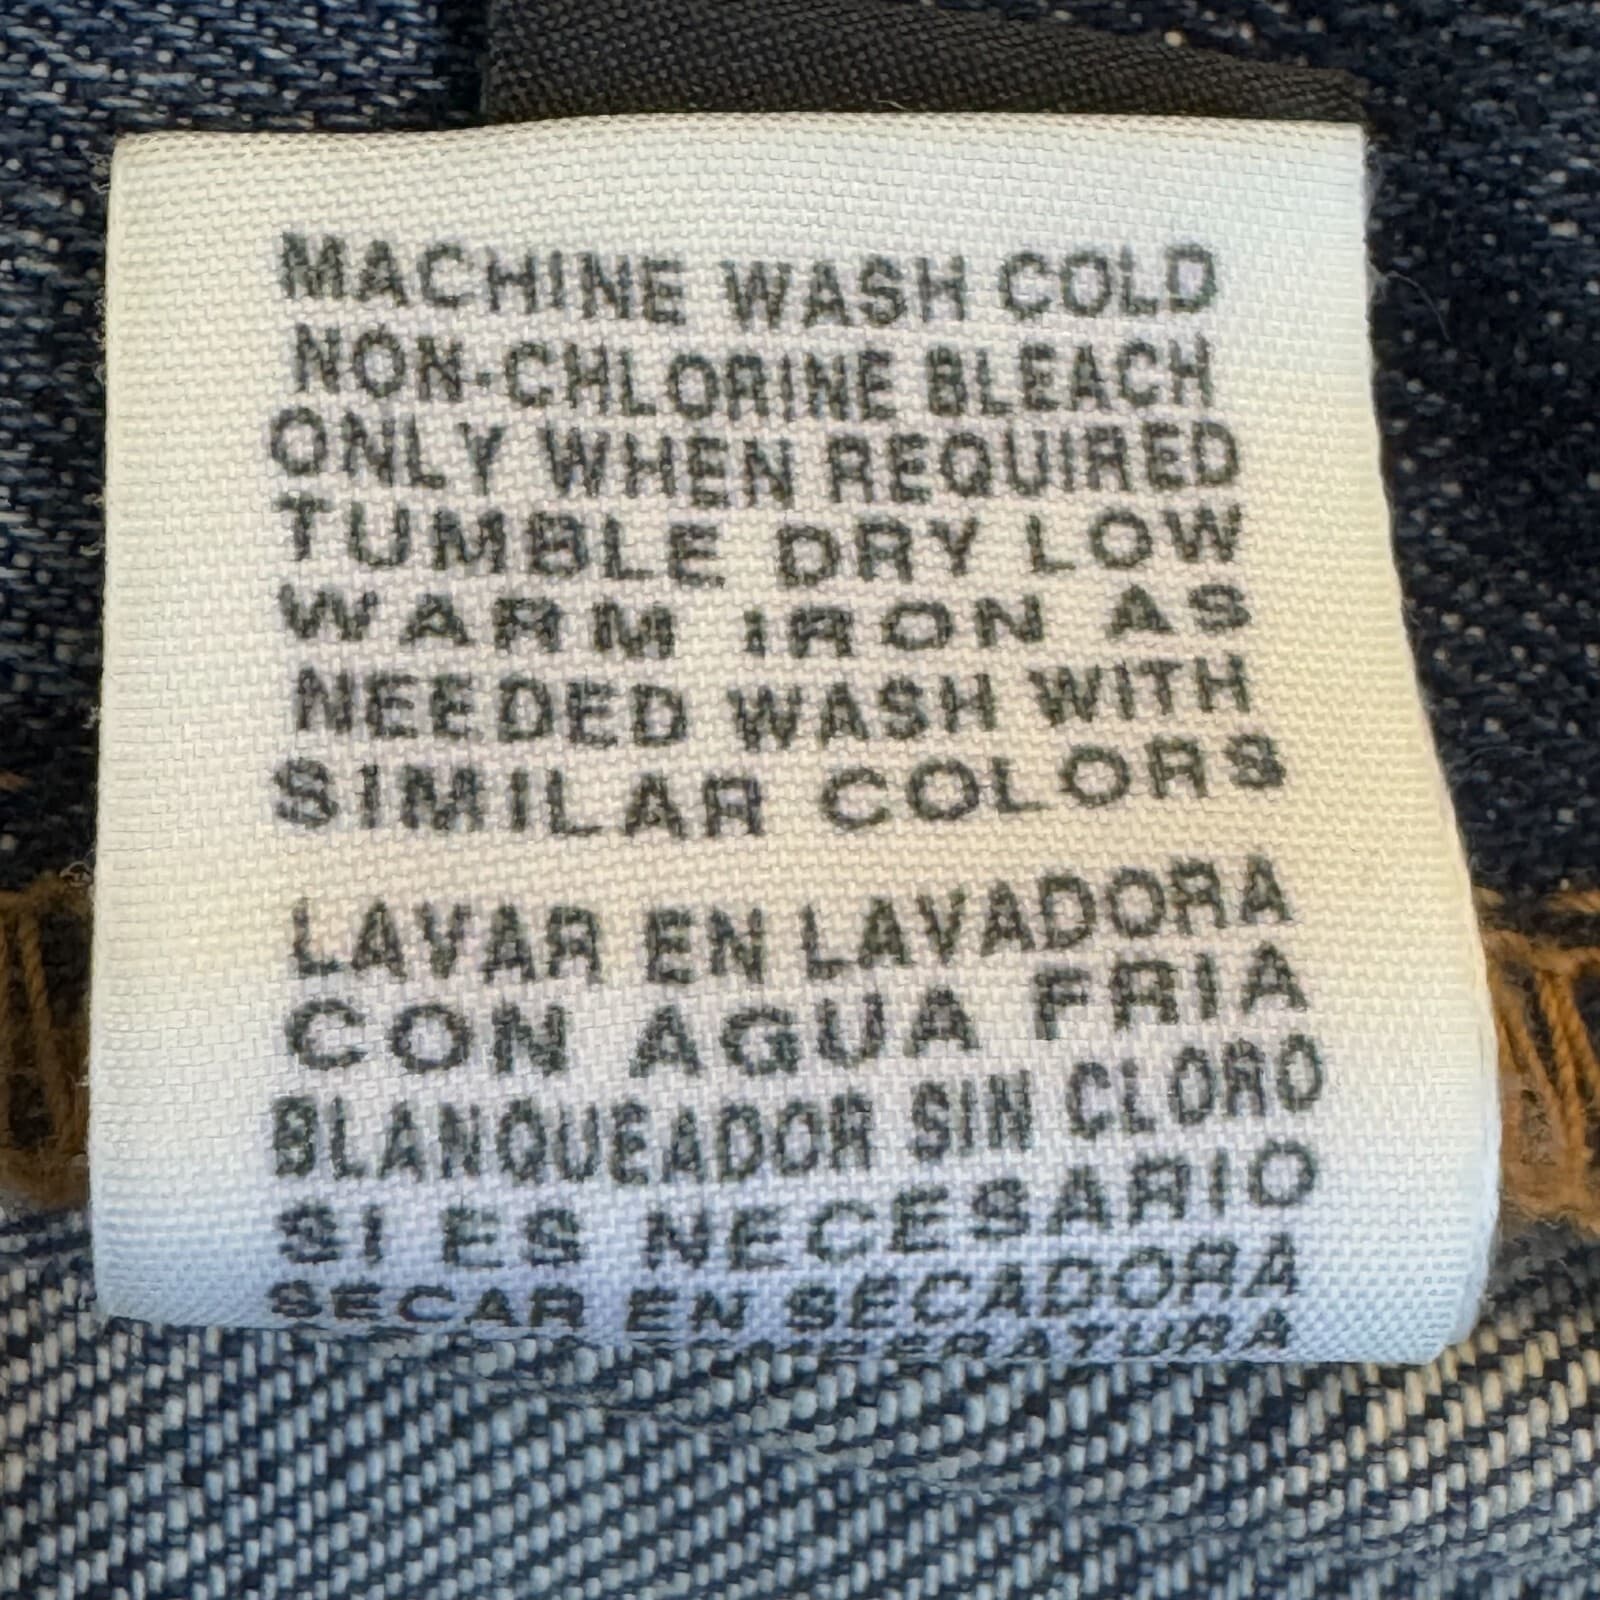 MACHINE WASH COLD
NON-CHLORINE BLEACH
ONLY WHEN REQUIRED
TUMBLE DRY LOW
WARM IRON AS
NEEDED WASH WITH
SIMILAR COLORS
LAVAR EN LAVADORA
CON AGUA FRIA
BLANQUEADOR SIN CLORO
SI ES NECESARIO
SECAR EN SECADORA